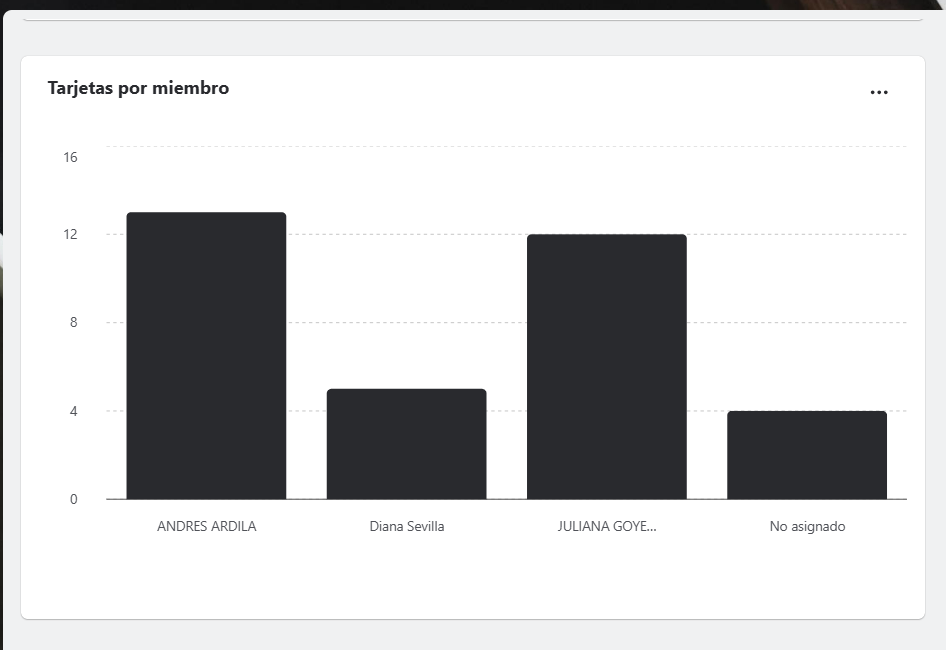 Tarjetas por miembro
16
12
8
4
0
ANDRES ARDILA
Diana Sevilla
JULIANA GOYE...
No asignado